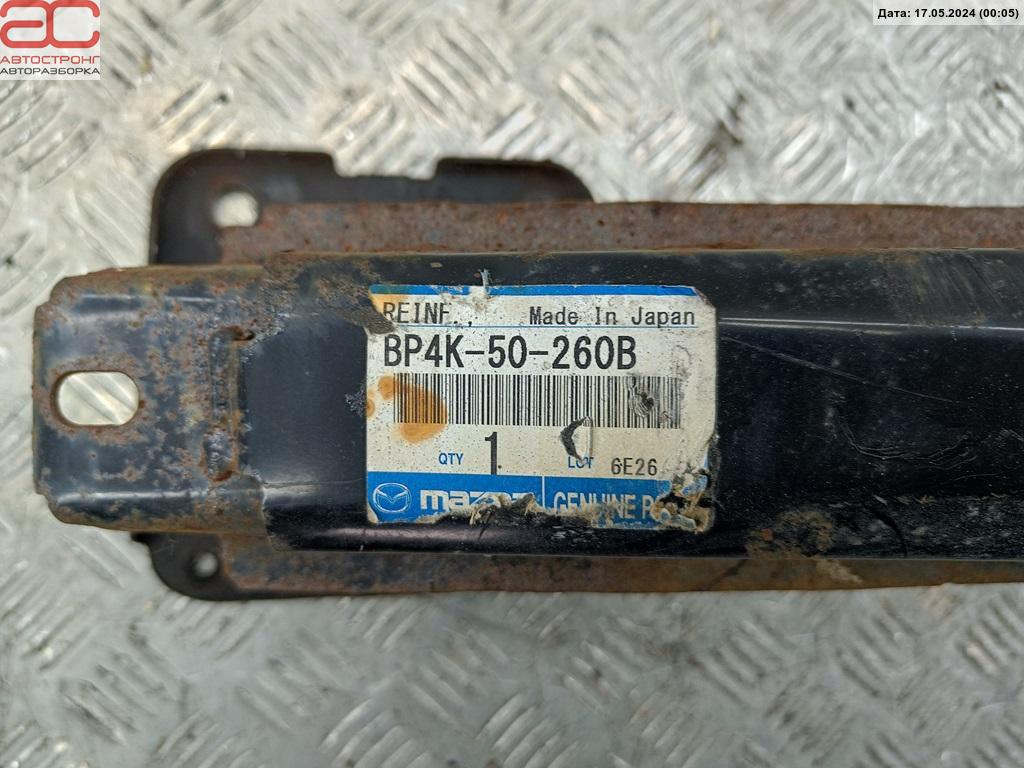 ac
АВТОСТРОНГ
АВТОРАЗБОРКА
Дата: 17.05.2024 (00:05)
REINF., Made In Japan
BP4K-50-260B
QTY 1 LOT 6E26
mazda GENUINE